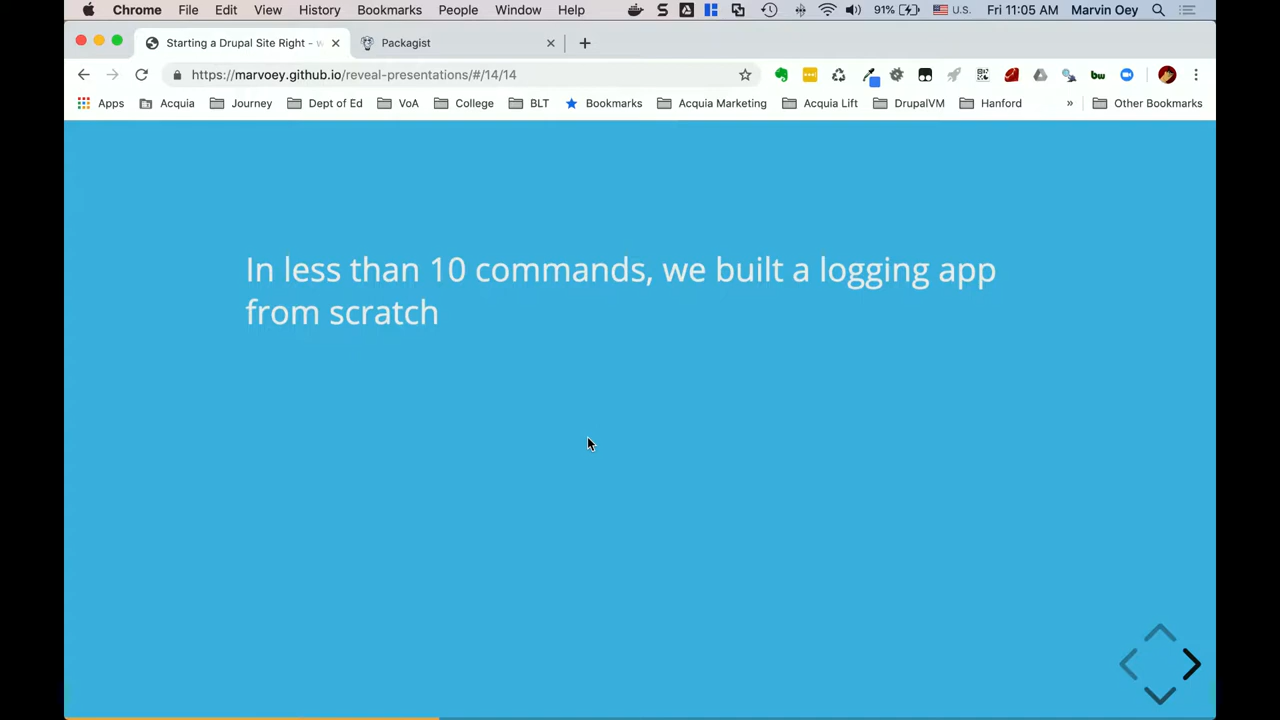 Chrome File Edit View History Bookmarks People Window Help 91% U.S. Fri 11:05 AM Marvin Oey
Starting a Drupal Site Right - Packagist
https://marvoey.github.io/reveal-presentations/#/14/14
Apps Acquia Journey Dept of Ed VoA College BLT Bookmarks Acquia Marketing Acquia Lift DrupalVM Hanford » Other Bookmarks
In less than 10 commands, we built a logging app
from scratch